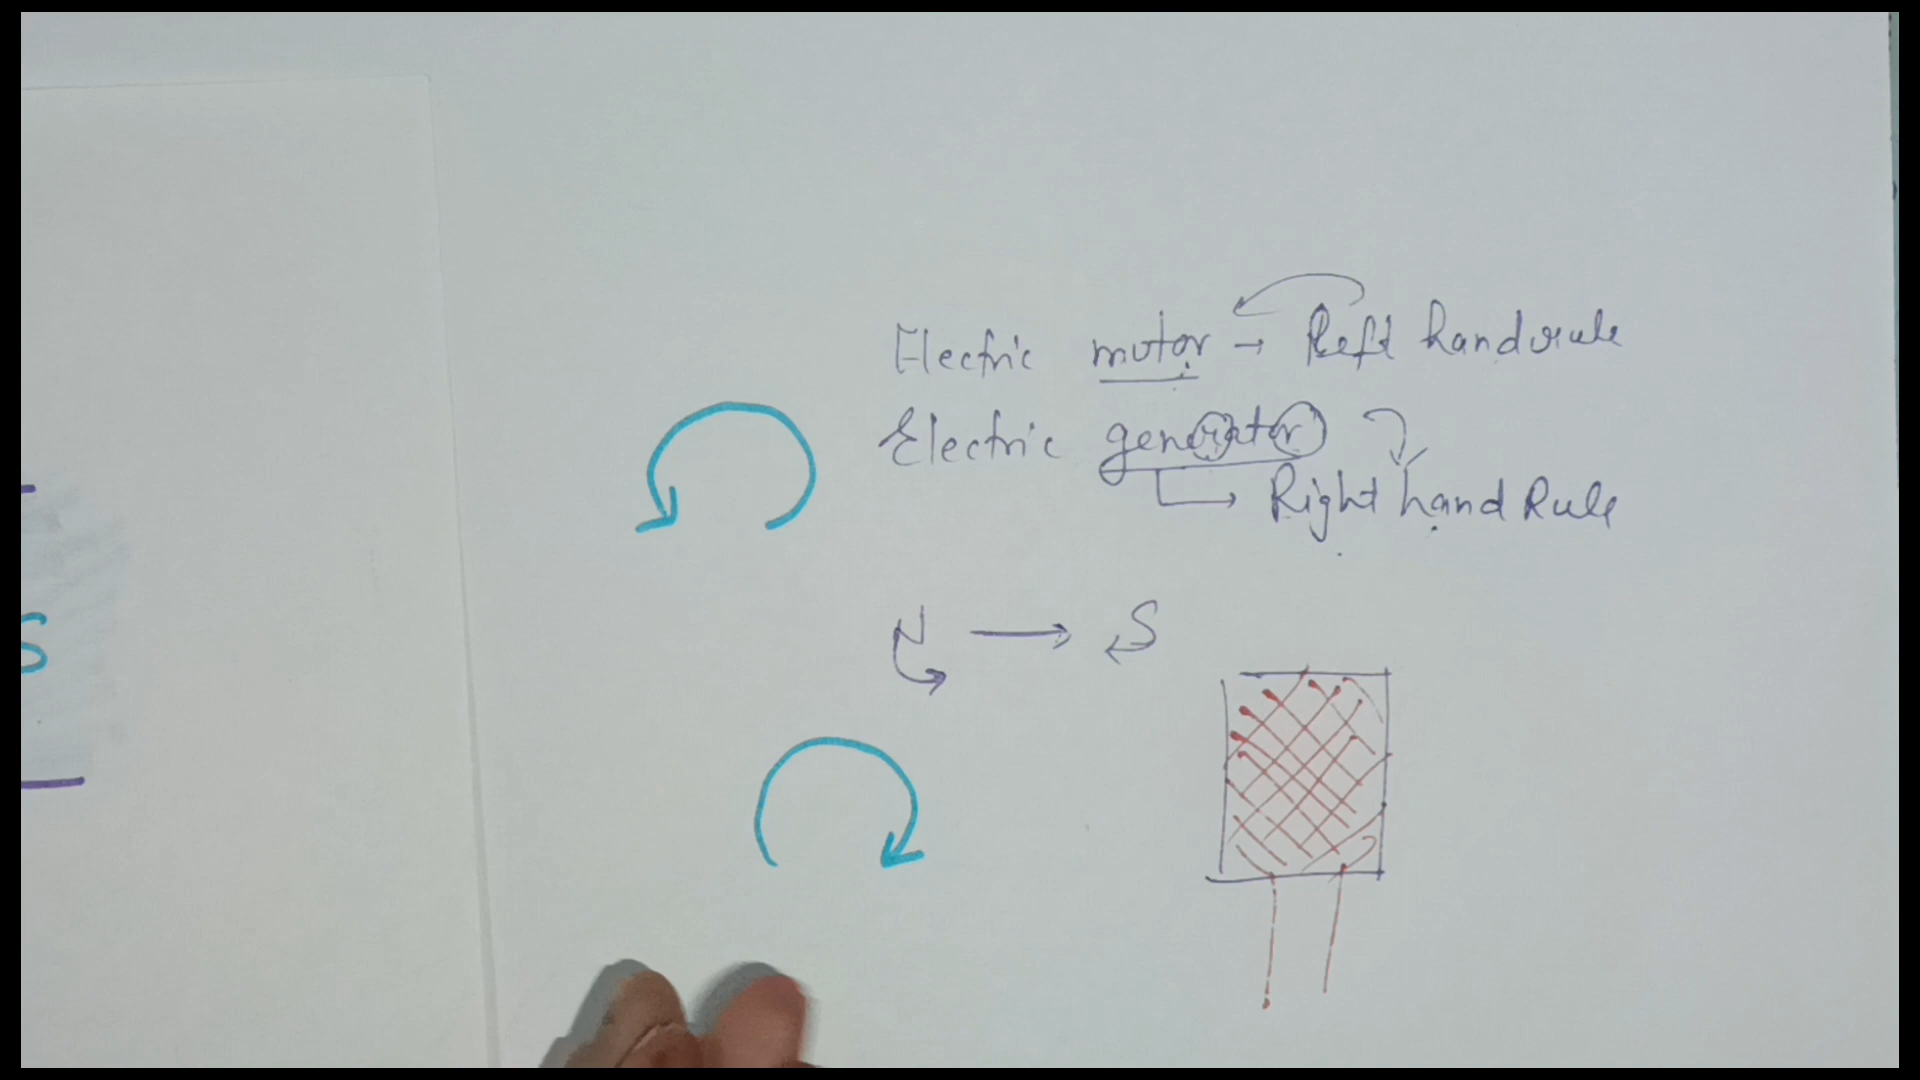 Electric motor → Left hand rule
Electric generator
→ Right hand Rule
N → S
S